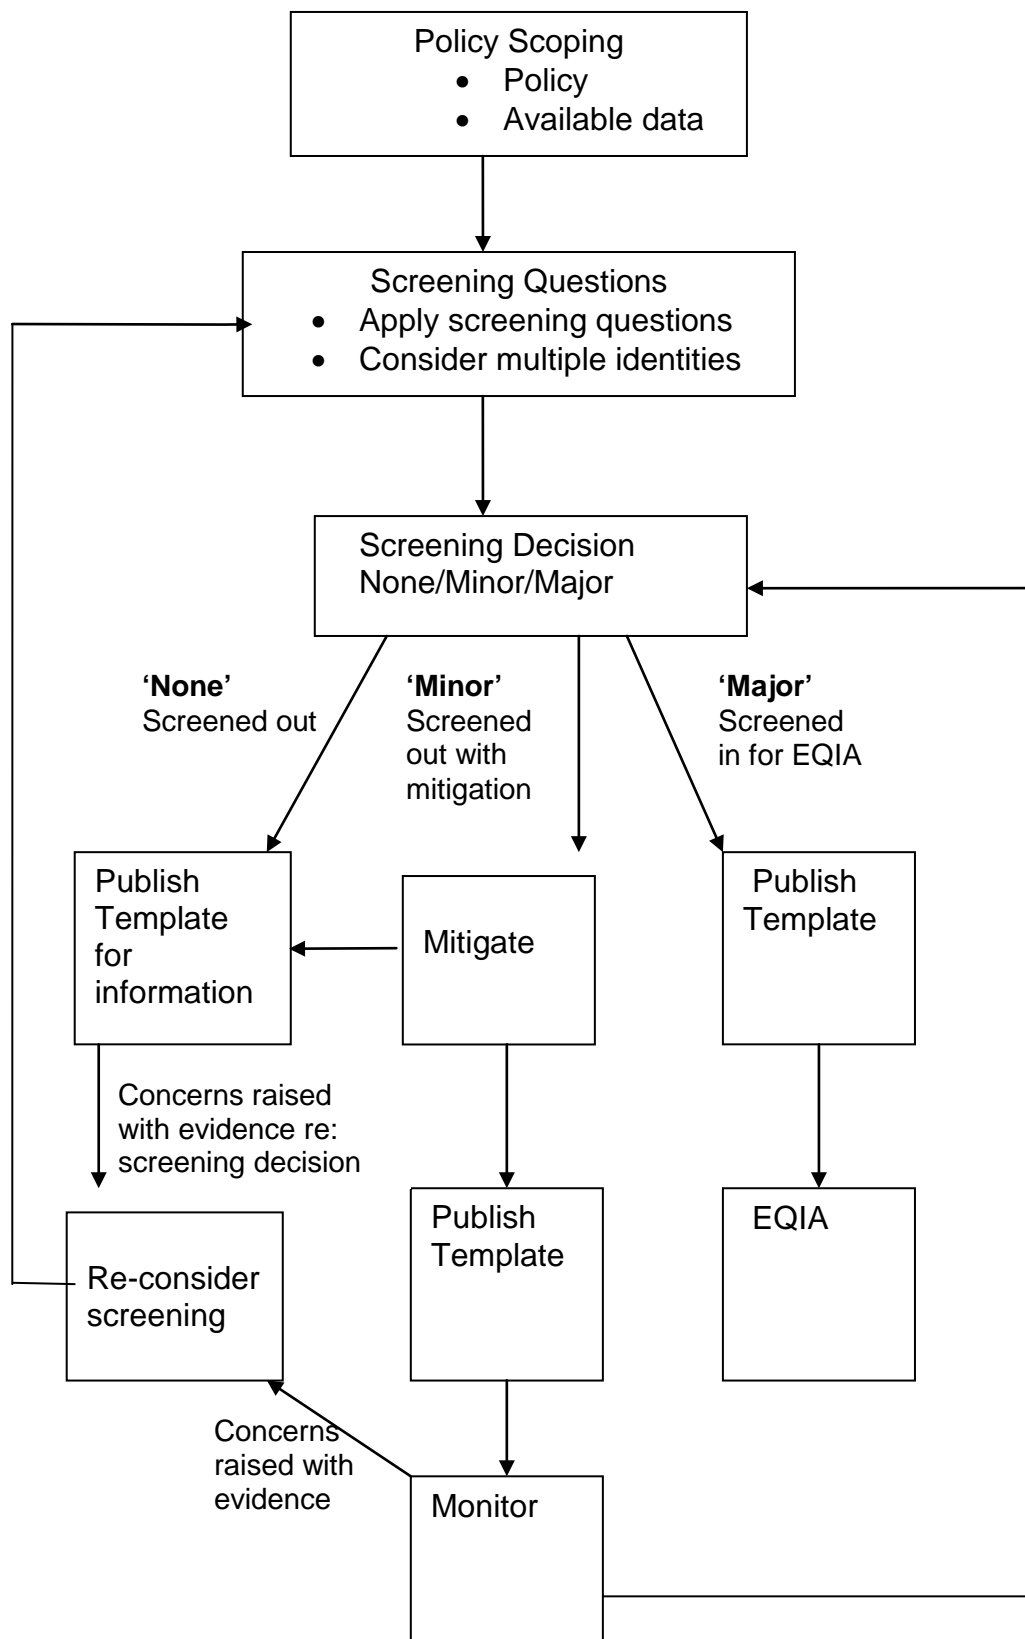 Policy Scoping
• Policy
• Available data
Screening Questions
• Apply screening questions
• Consider multiple identities
Screening Decision
None/Minor/Major
‘None’
Screened out
‘Minor’
Screened
out with
mitigation
‘Major’
Screened
in for EQIA
Publish
Template
for
information
Mitigate
Publish
Template
Concerns raised
with evidence re:
screening decision
Re-consider
screening
Publish
Template
EQIA
Concerns
raised with
evidence
Monitor